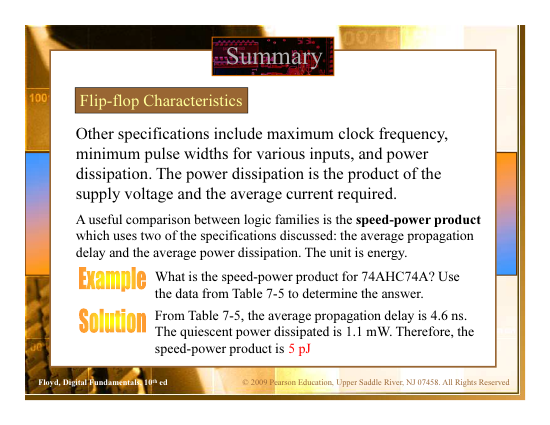 Summary
Flip-flop Characteristics
Other specifications include maximum clock frequency,
minimum pulse widths for various inputs, and power
dissipation. The power dissipation is the product of the
supply voltage and the average current required.
A useful comparison between logic families is the speed-power product
which uses two of the specifications discussed: the average propagation
delay and the average power dissipation. The unit is energy.
Example
What is the speed-power product for 74AHC74A? Use
the data from Table 7-5 to determine the answer.
Solution
From Table 7-5, the average propagation delay is 4.6 ns.
The quiescent power dissipated is 1.1 mW. Therefore, the
speed-power product is 5 pJ
Floyd, Digital Fundamentals, 10th ed
© 2009 Pearson Education, Upper Saddle River, NJ 07458. All Rights Reserved